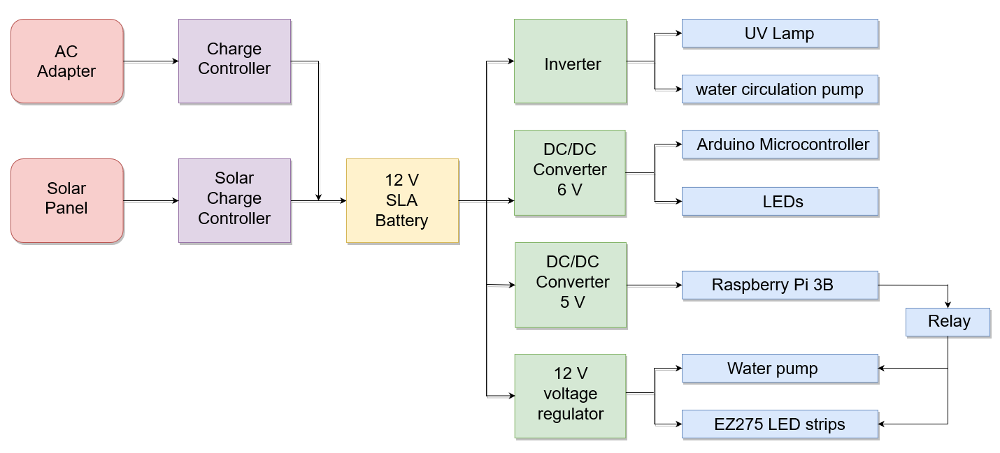 AC
Adapter
Charge
Controller
Inverter
UV Lamp
water circulation pump
Solar
Panel
Solar
Charge
Controller
12 V
SLA
Battery
DC/DC
Converter
6 V
Arduino Microcontroller
LEDs
DC/DC
Converter
5 V
Raspberry Pi 3B
Relay
12 V
voltage
regulator
Water pump
EZ275 LED strips